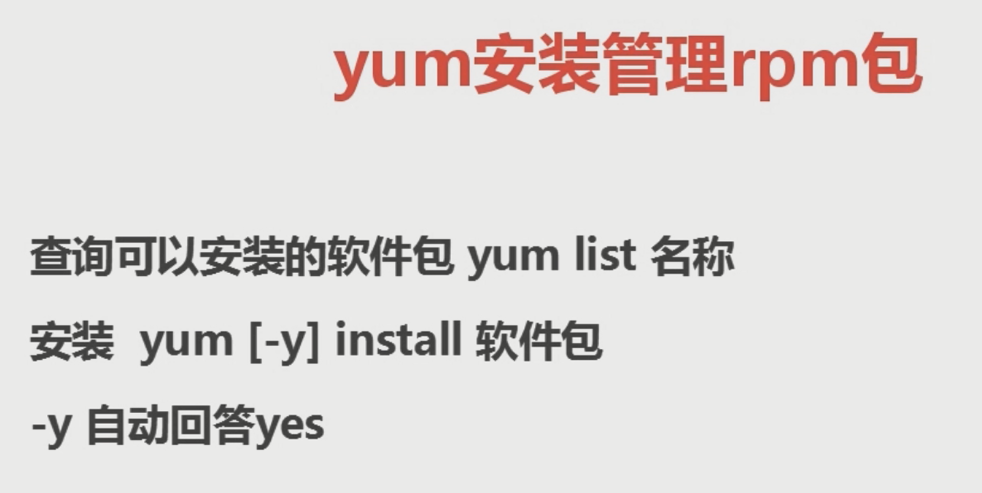 yum安装管理rpm包
查询可以安装的软件包 yum list 名称
安装 yum [-y] install 软件包
-y 自动回答yes